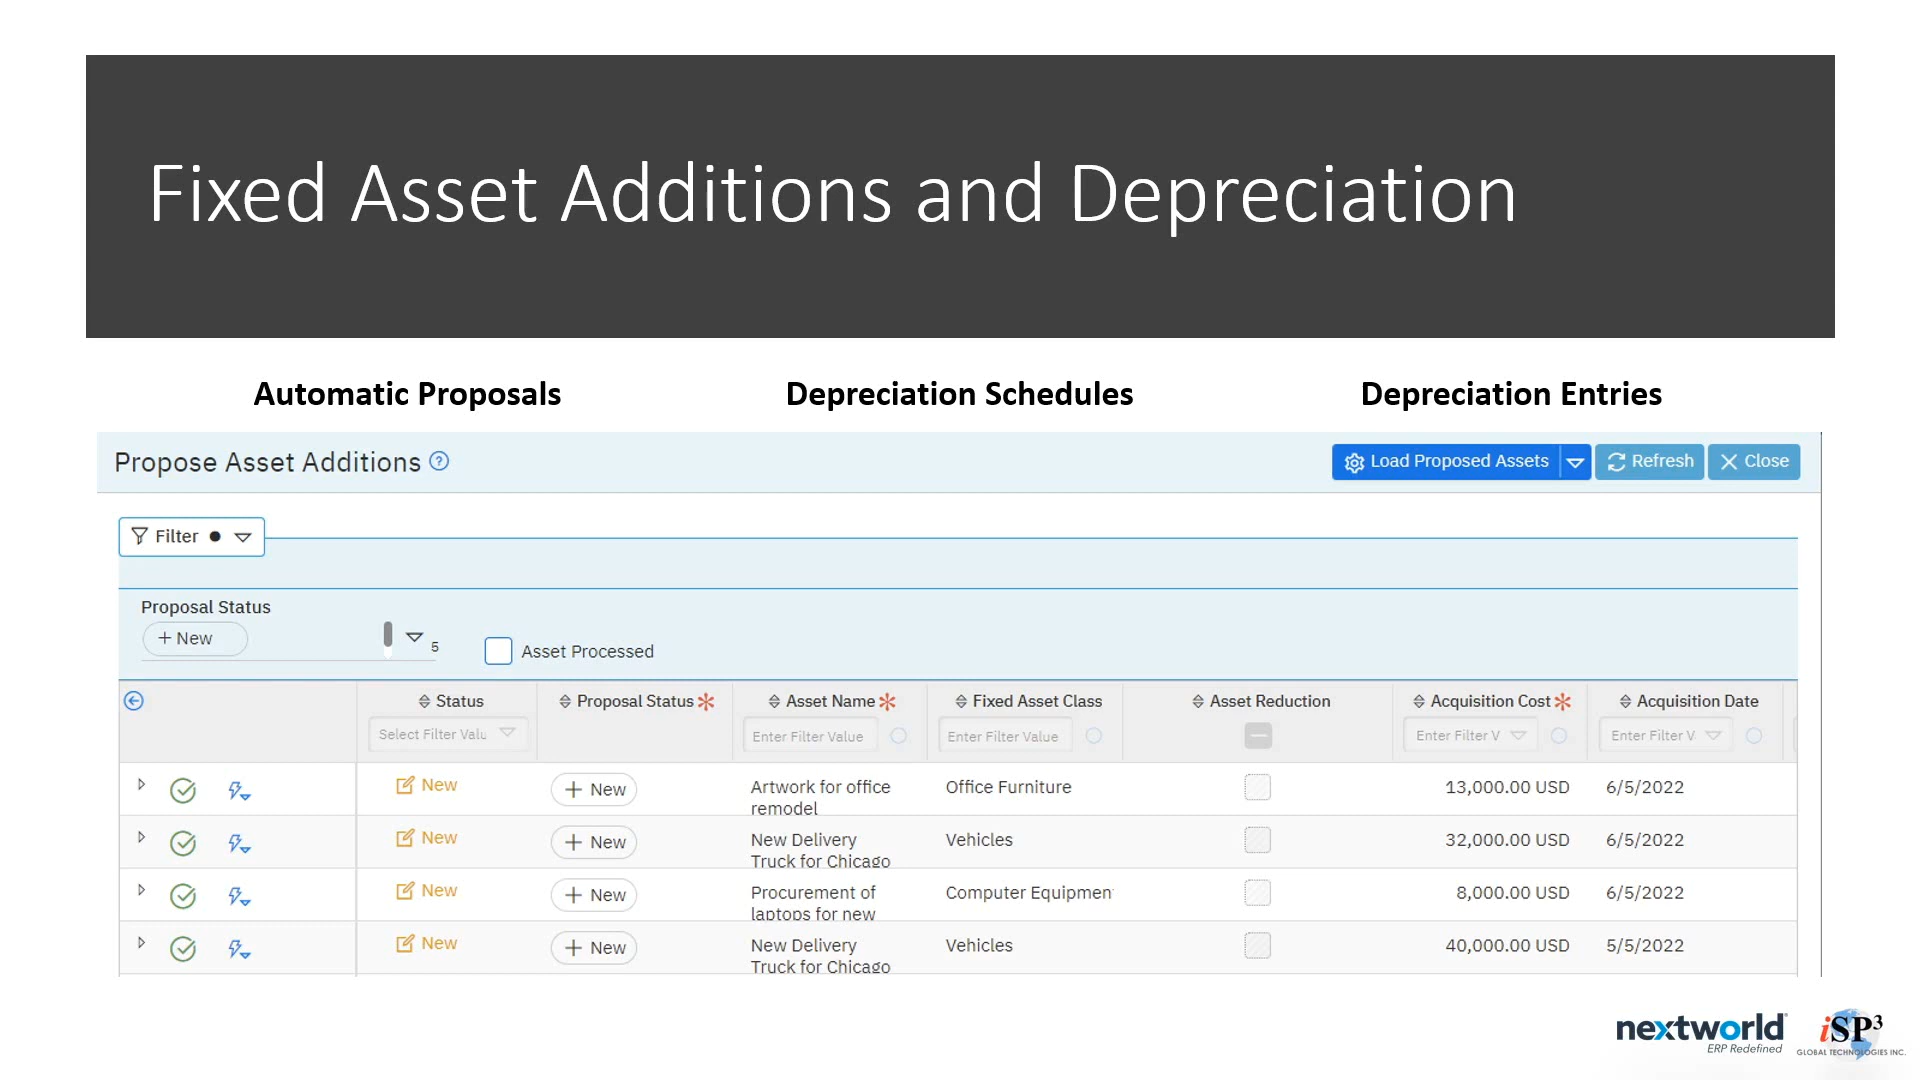 Fixed Asset Additions and Depreciation
Automatic Proposals
Depreciation Schedules
Depreciation Entries
Propose Asset Additions
Load Proposed Assets
Refresh
Close
Filter
Proposal Status
+ New
5
Asset Processed
Status
Proposal Status*
Asset Name*
Fixed Asset Class
Asset Reduction
Acquisition Cost*
Acquisition Date
Select Filter Valu
Enter Filter Value
Enter Filter Value
Enter Filter V
Enter Filter V
New
+ New
Artwork for office
remodel
Office Furniture
13,000.00 USD
6/5/2022
New
+ New
New Delivery
Truck for Chicago
Vehicles
32,000.00 USD
6/5/2022
New
+ New
Procurement of
laptops for new
Computer Equipmen
8,000.00 USD
6/5/2022
New
+ New
New Delivery
Truck for Chicago
Vehicles
40,000.00 USD
5/5/2022
nextworld
ERP Redefined
iSP3
GLOBAL TECHNOLOGIES INC.